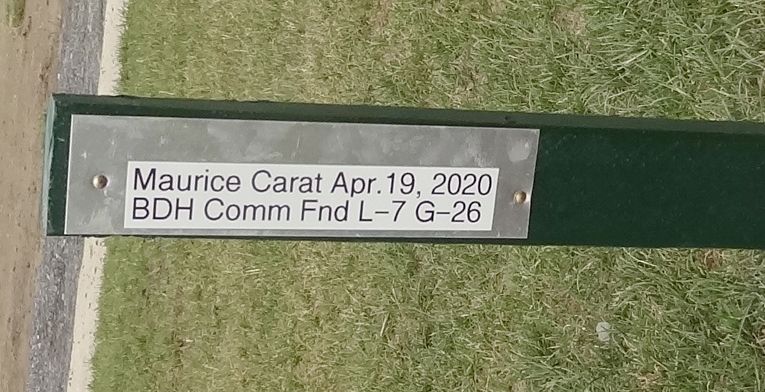 Maurice Carat Apr.19, 2020
BDH Comm Fnd L-7 G-26